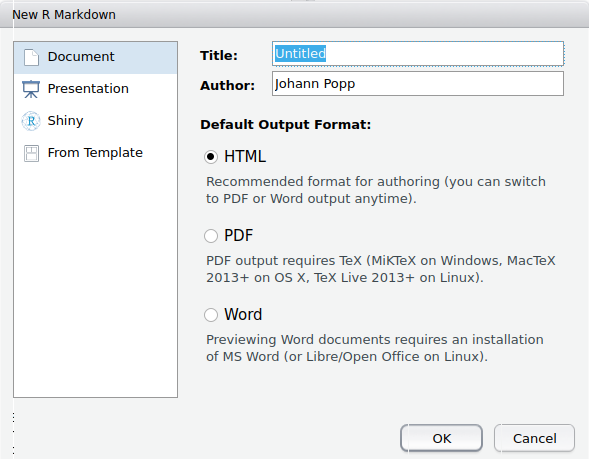 New R Markdown
Document
Presentation
Shiny
From Template
Title: Untitled
Author: Johann Popp
Default Output Format:
HTML
Recommended format for authoring (you can switch
to PDF or Word output anytime).
PDF
PDF output requires TeX (MiKTeX on Windows, MacTeX
2013+ on OS X, TeX Live 2013+ on Linux).
Word
Previewing Word documents requires an installation
of MS Word (or Libre/Open Office on Linux).
OK Cancel